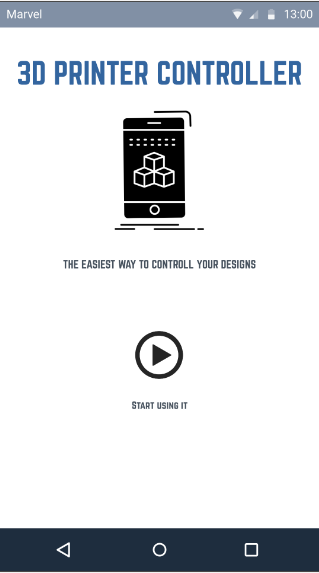 Marvel 13:00
3D PRINTER CONTROLLER
THE EASIEST WAY TO CONTROLL YOUR DESIGNS
START USING IT